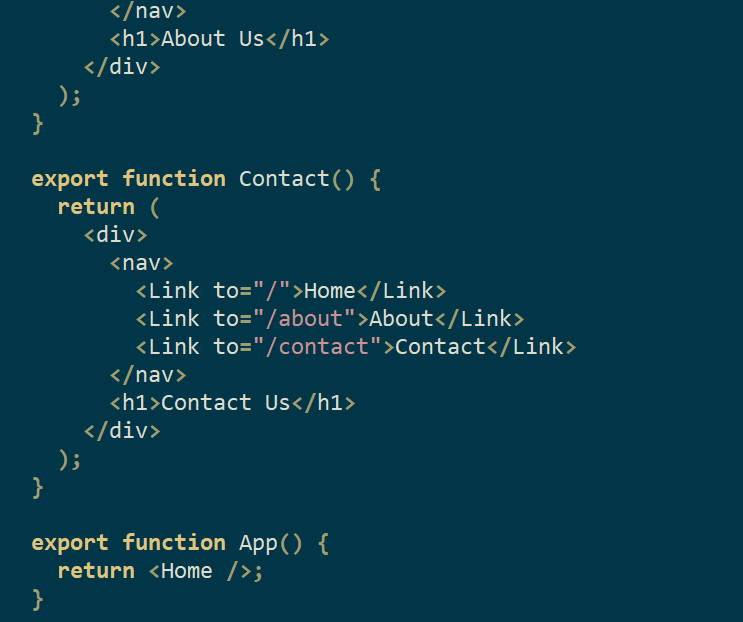 </nav>
      <h1>About Us</h1>
    </div>
  );
}

export function Contact() {
  return (
    <div>
      <nav>
        <Link to="/">Home</Link>
        <Link to="/about">About</Link>
        <Link to="/contact">Contact</Link>
      </nav>
      <h1>Contact Us</h1>
    </div>
  );
}

export function App() {
  return <Home />;
}